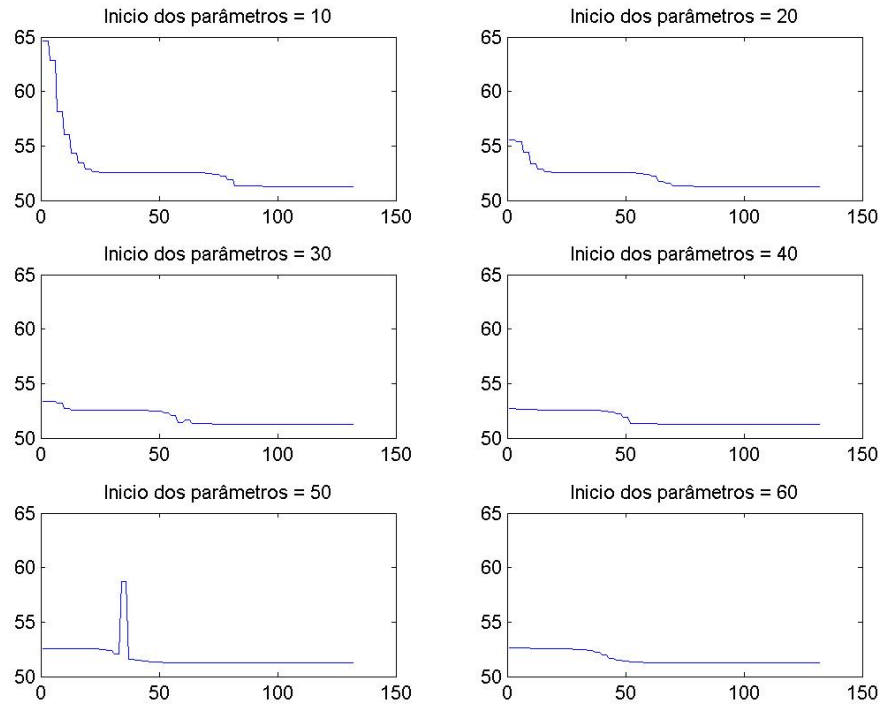 Inicio dos parâmetros = 10
65
60
55
50
0 50 100 150
Inicio dos parâmetros = 20
65
60
55
50
0 50 100 150
Inicio dos parâmetros = 30
65
60
55
50
0 50 100 150
Inicio dos parâmetros = 40
65
60
55
50
0 50 100 150
Inicio dos parâmetros = 50
65
60
55
50
0 50 100 150
Inicio dos parâmetros = 60
65
60
55
50
0 50 100 150